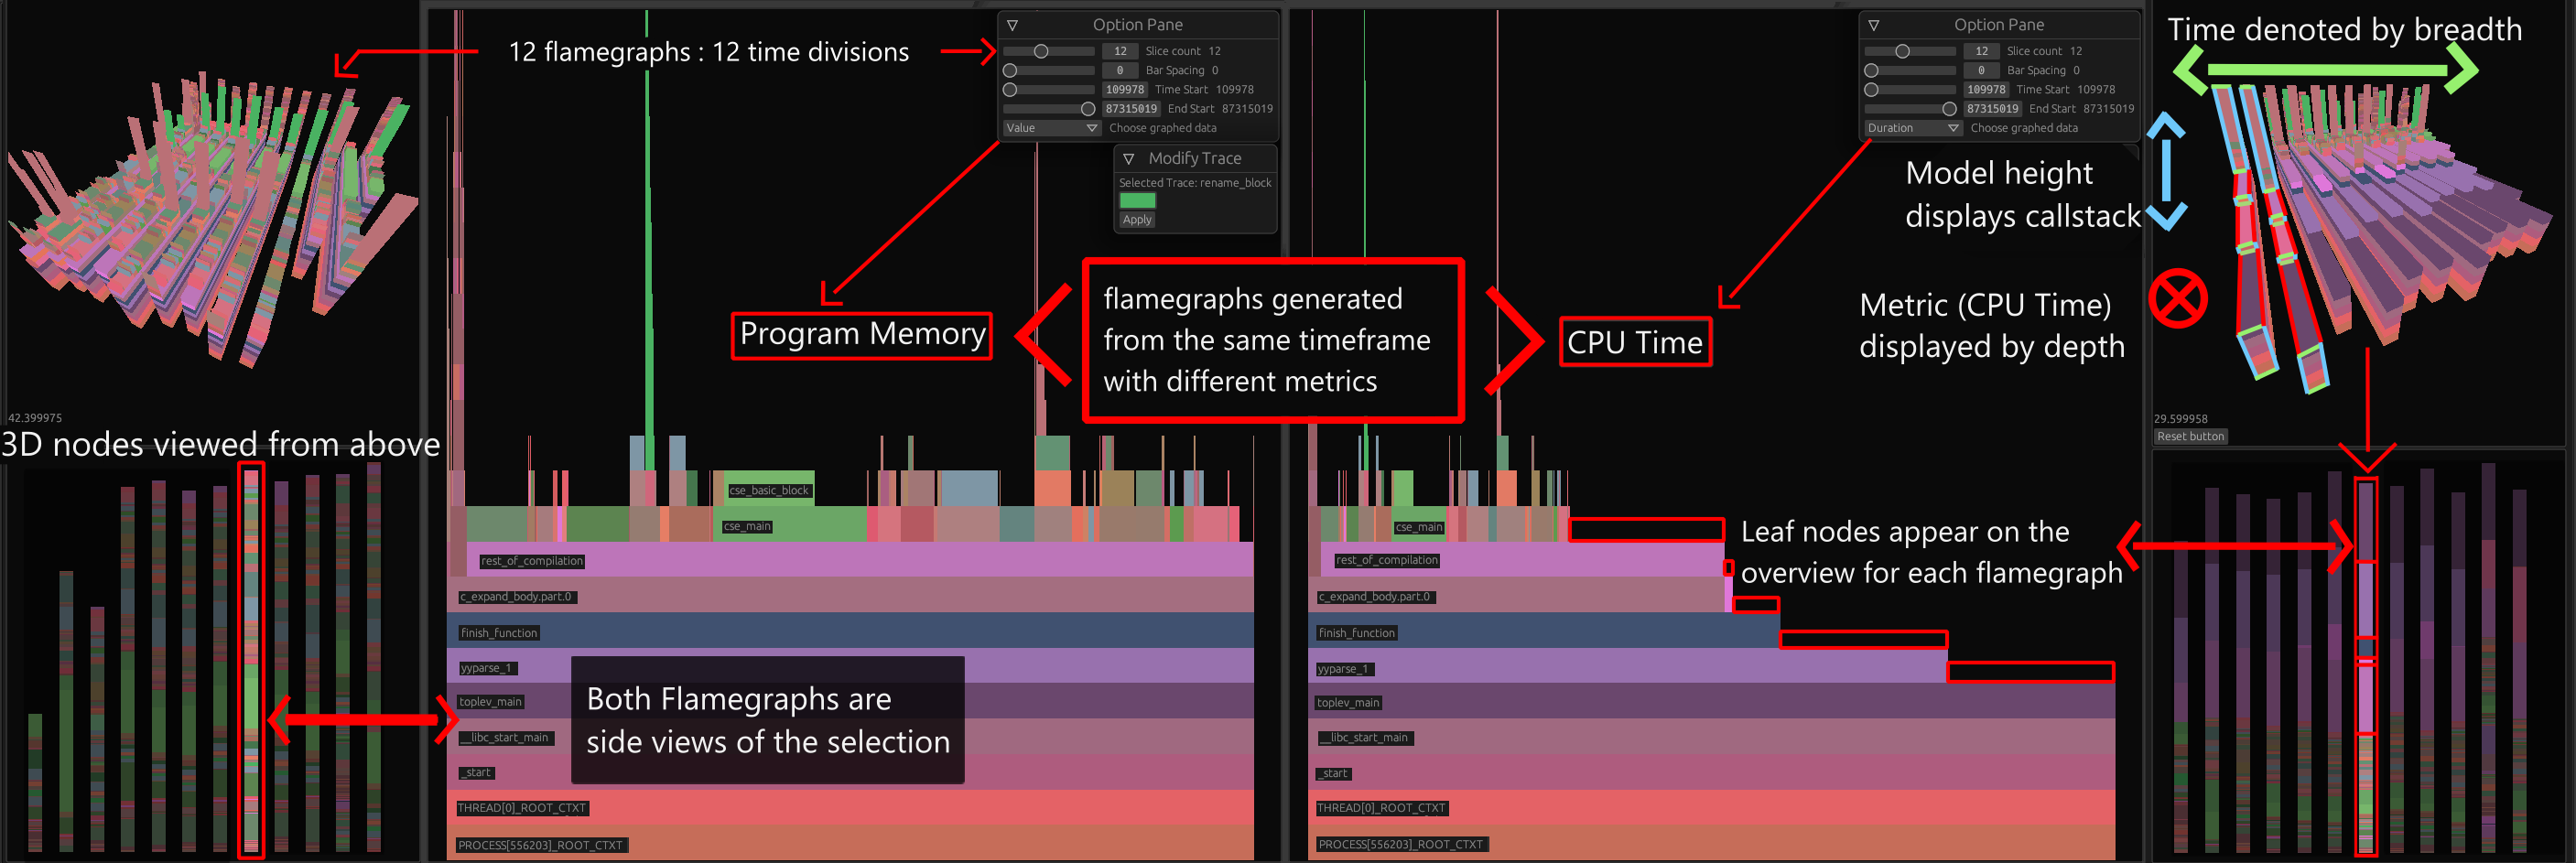 12 flamegraphs : 12 time divisions
42.399975
3D nodes viewed from above
Option Pane
12 Slice count 12
0 Bar Spacing 0
109978 Time Start 109978
87315019 End Start 87315019
Value Choose graphed data
Modify Trace
Selected Trace: rename_block
Apply
Program Memory
flamegraphs generated
from the same timeframe
with different metrics
CPU Time
cse_basic_block
cse_main
rest_of_compilation
c_expand_body.part.0
finish_function
yyparse_1
toplev_main
__libc_start_main
_start
THREAD[0]_ROOT_CTXT
PROCESS[556203]_ROOT_CTXT
Both Flamegraphs are
side views of the selection
Option Pane
12 Slice count 12
0 Bar Spacing 0
109978 Time Start 109978
87315019 End Start 87315019
Duration Choose graphed data
cse_main
rest_of_compilation
c_expand_body.part.0
finish_function
yyparse_1
toplev_main
__libc_start_main
_start
THREAD[0]_ROOT_CTXT
PROCESS[556203]_ROOT_CTXT
Time denoted by breadth
Model height
displays callstack
Metric (CPU Time)
displayed by depth
29.599958
Reset button
Leaf nodes appear on the
overview for each flamegraph